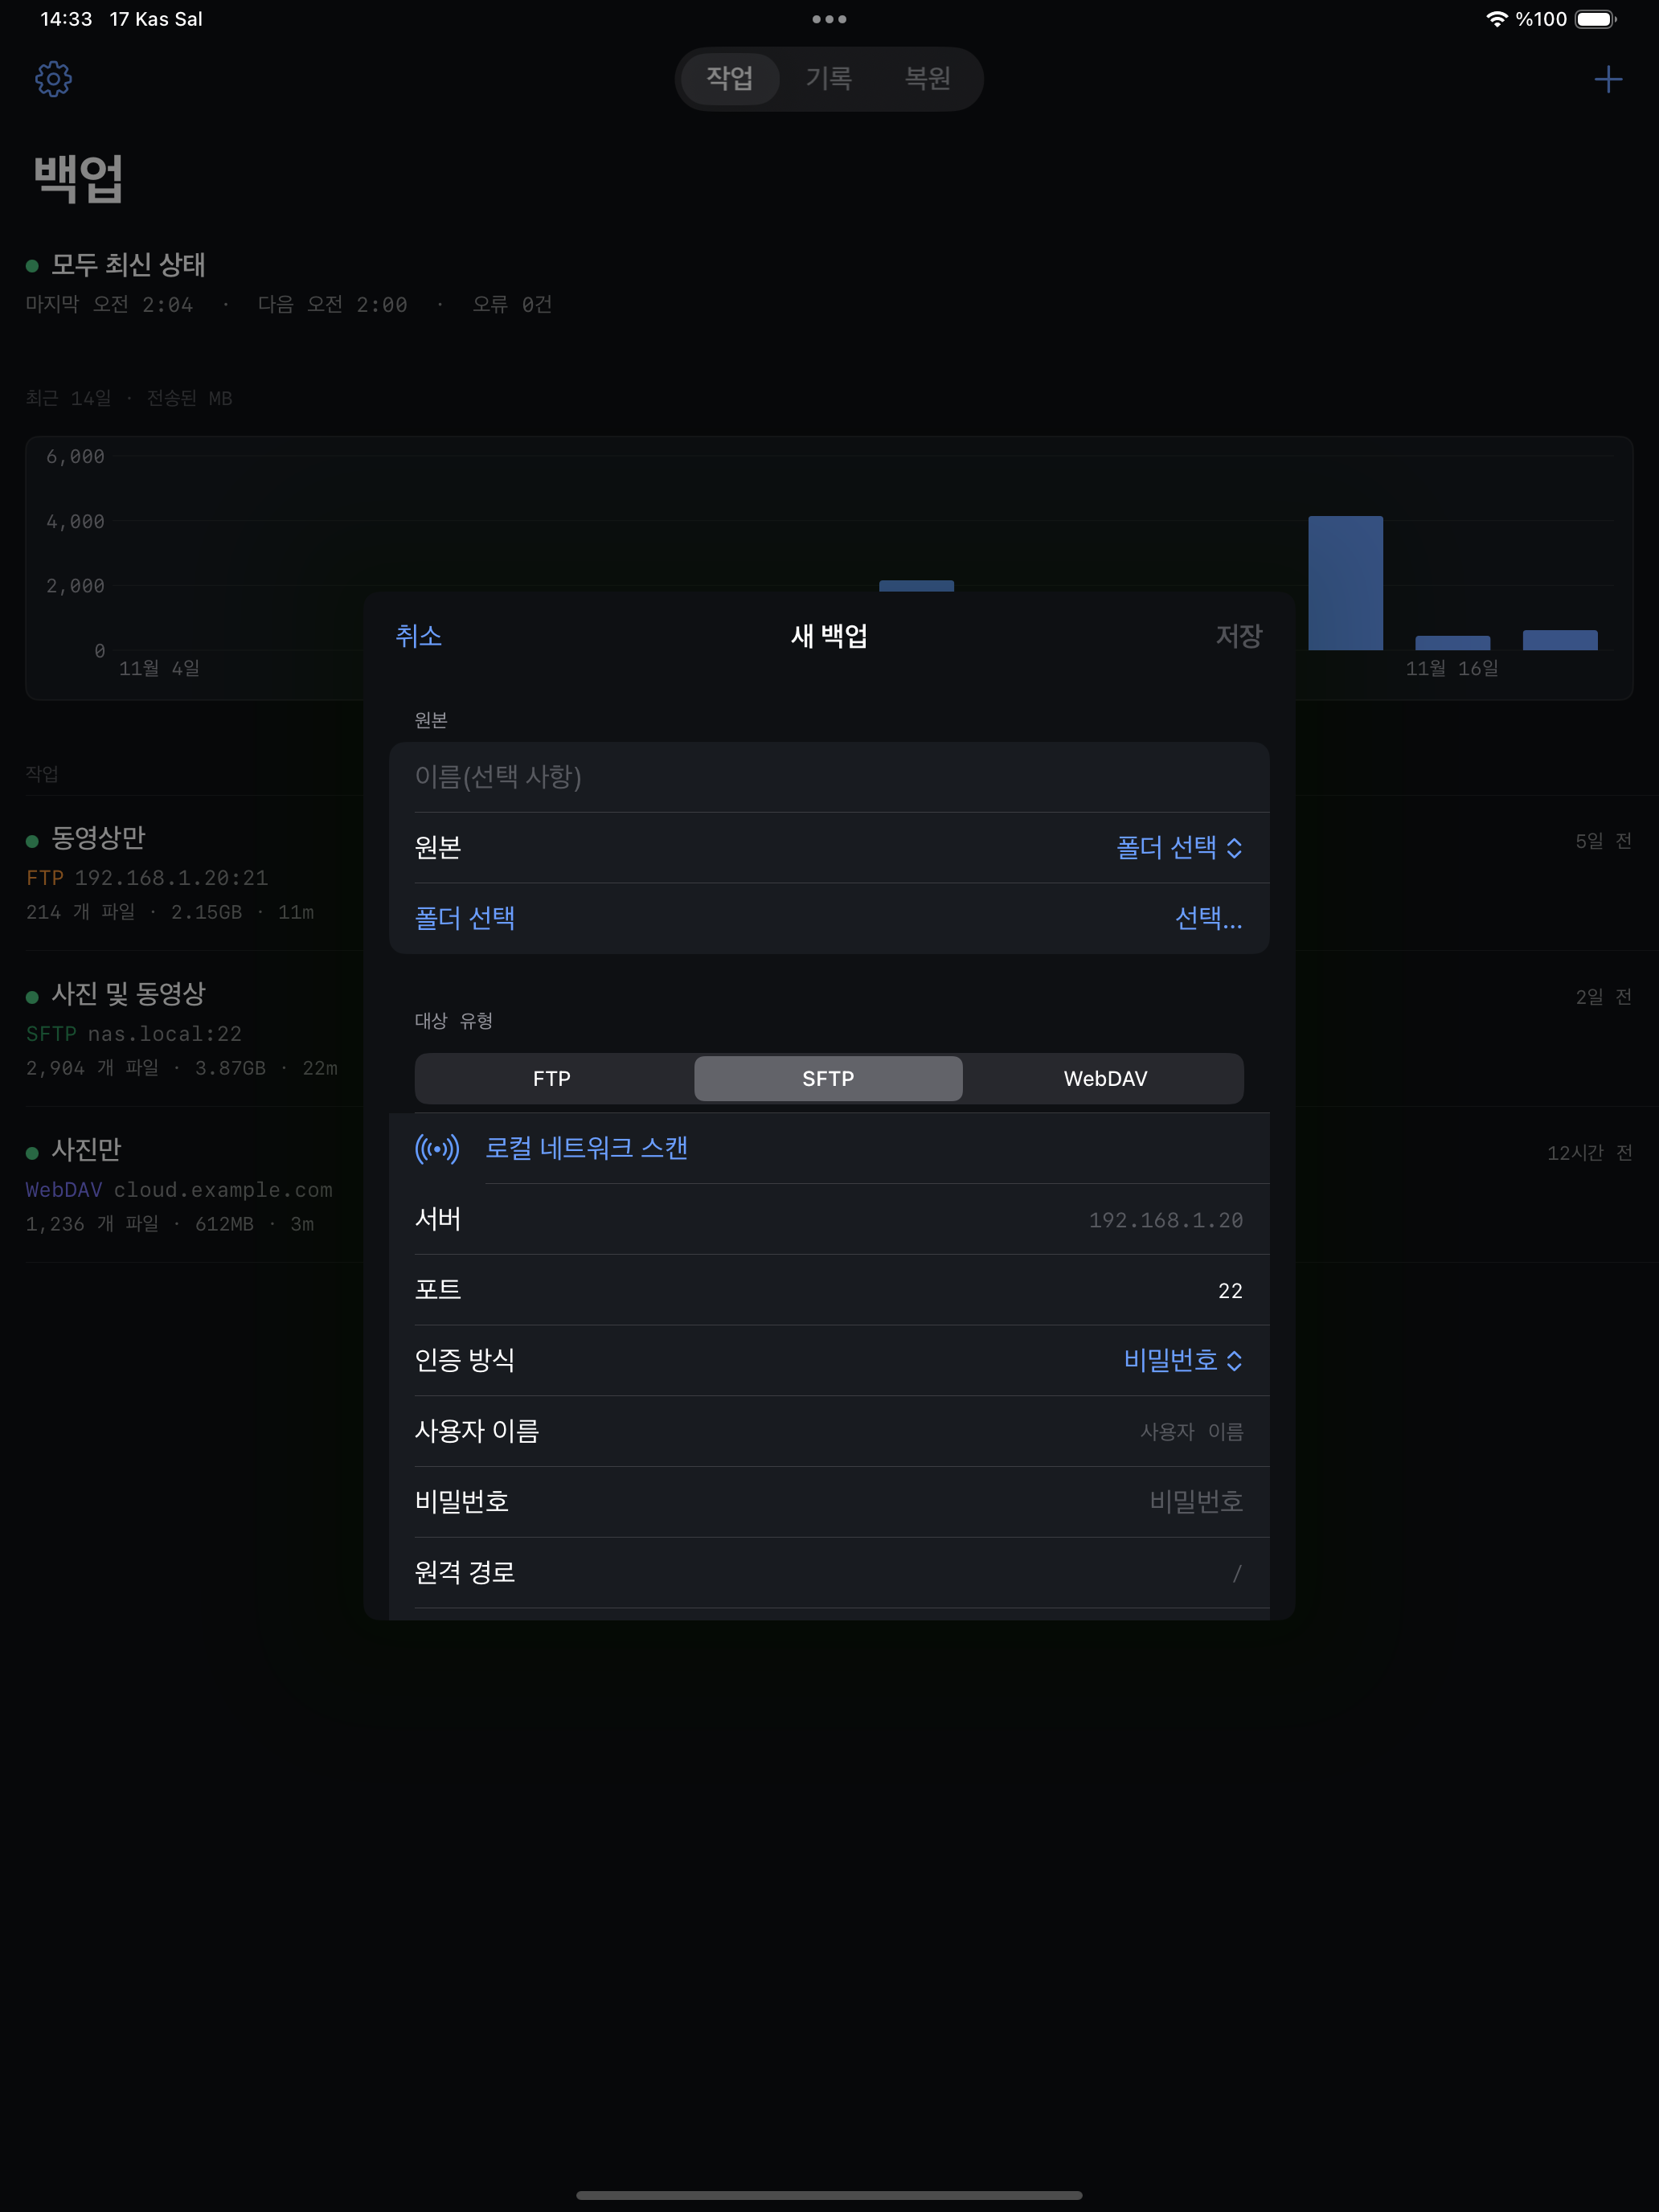 14:33 17 Kas Sal
%100
작업 기록 복원
백업
모두 최신 상태
마지막 오전 2:04 · 다음 오전 2:00 · 오류 0건
최근 14일 · 전송된 MB
6,000
4,000
2,000
0
11월 4일
11월 16일
작업
동영상만
5일 전
FTP 192.168.1.20:21
214 개 파일 · 2.15GB · 11m
사진 및 동영상
2일 전
SFTP nas.local:22
2,904 개 파일 · 3.87GB · 22m
사진만
12시간 전
WebDAV cloud.example.com
1,236 개 파일 · 612MB · 3m
취소 새 백업 저장
원본
이름(선택 사항)
원본 폴더 선택
폴더 선택 선택...
대상 유형
FTP SFTP WebDAV
로컬 네트워크 스캔
서버 192.168.1.20
포트 22
인증 방식 비밀번호
사용자 이름 사용자 이름
비밀번호 비밀번호
원격 경로 /